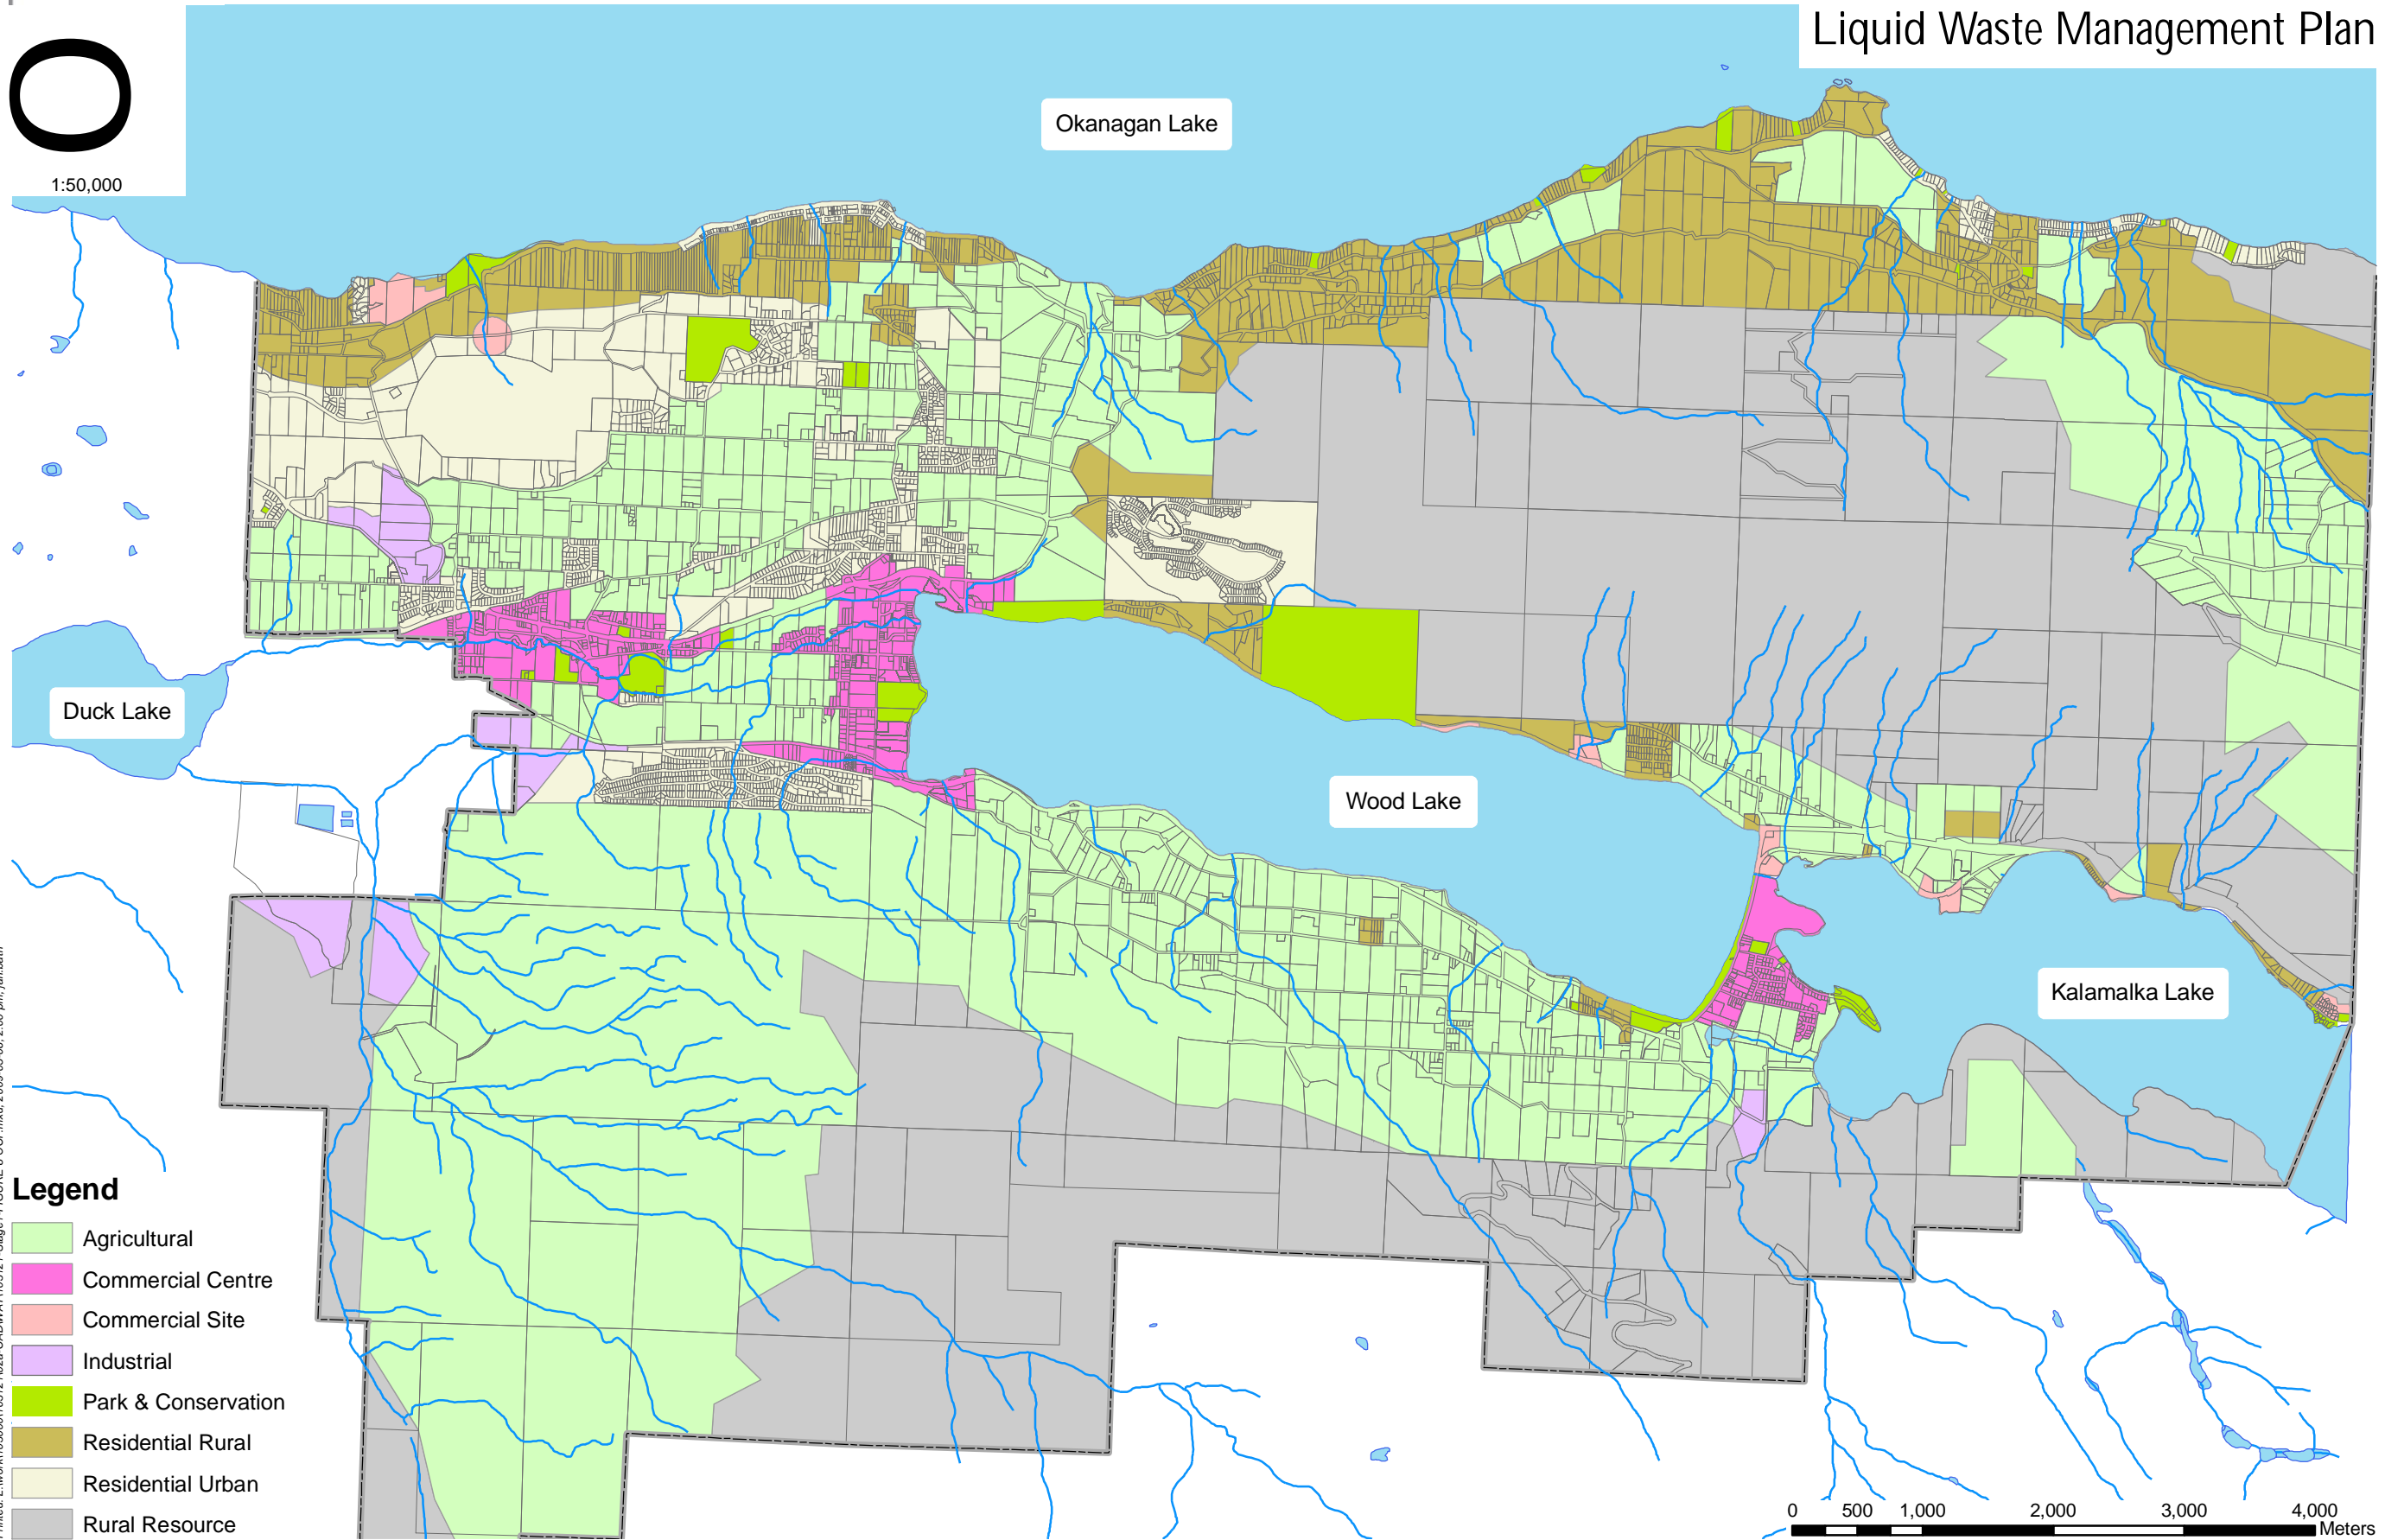 Liquid Waste Management Plan
O
1:50,000
Okanagan Lake
Duck Lake
Wood Lake
Kalamalka Lake
Legend
Agricultural
Commercial Centre
Commercial Site
Industrial
Park & Conservation
Residential Rural
Residential Urban
Rural Resource
0 500 1,000 2,000 3,000 4,000
Meters